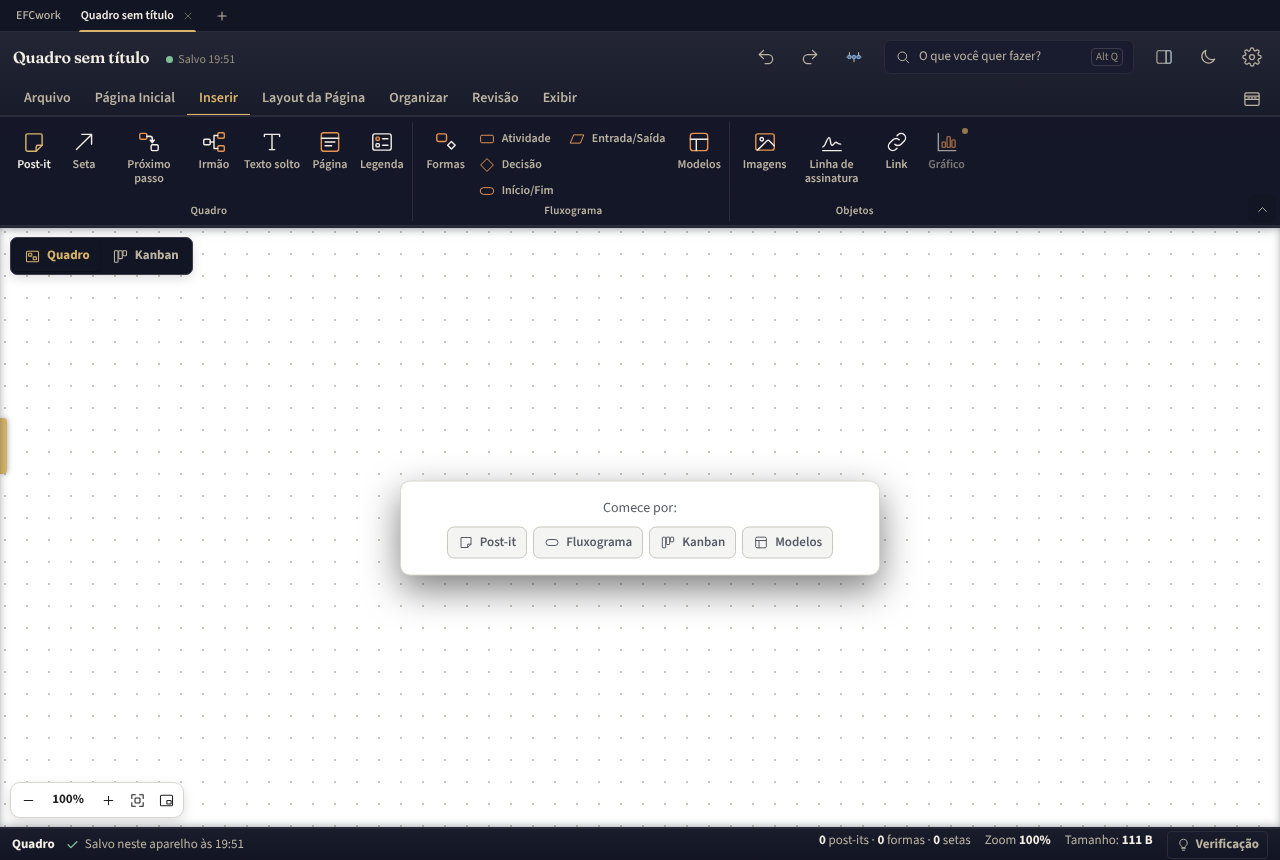 EFCwork
Quadro sem título
Quadro sem título
Salvo 19:51
O que você quer fazer?
Alt Q
Arquivo
Página Inicial
Inserir
Layout da Página
Organizar
Revisão
Exibir
Post-it
Seta
Próximo
passo
Irmão
Texto solto
Página
Legenda
Quadro
Formas
Atividade
Entrada/Saída
Decisão
Início/Fim
Modelos
Fluxograma
Imagens
Linha de
assinatura
Link
Gráfico
Objetos
Quadro
Kanban
Comece por:
Post-it
Fluxograma
Kanban
Modelos
100%
Quadro
Salvo neste aparelho às 19:51
0 post-its · 0 formas · 0 setas
Zoom 100%
Tamanho: 111 B
Verificação